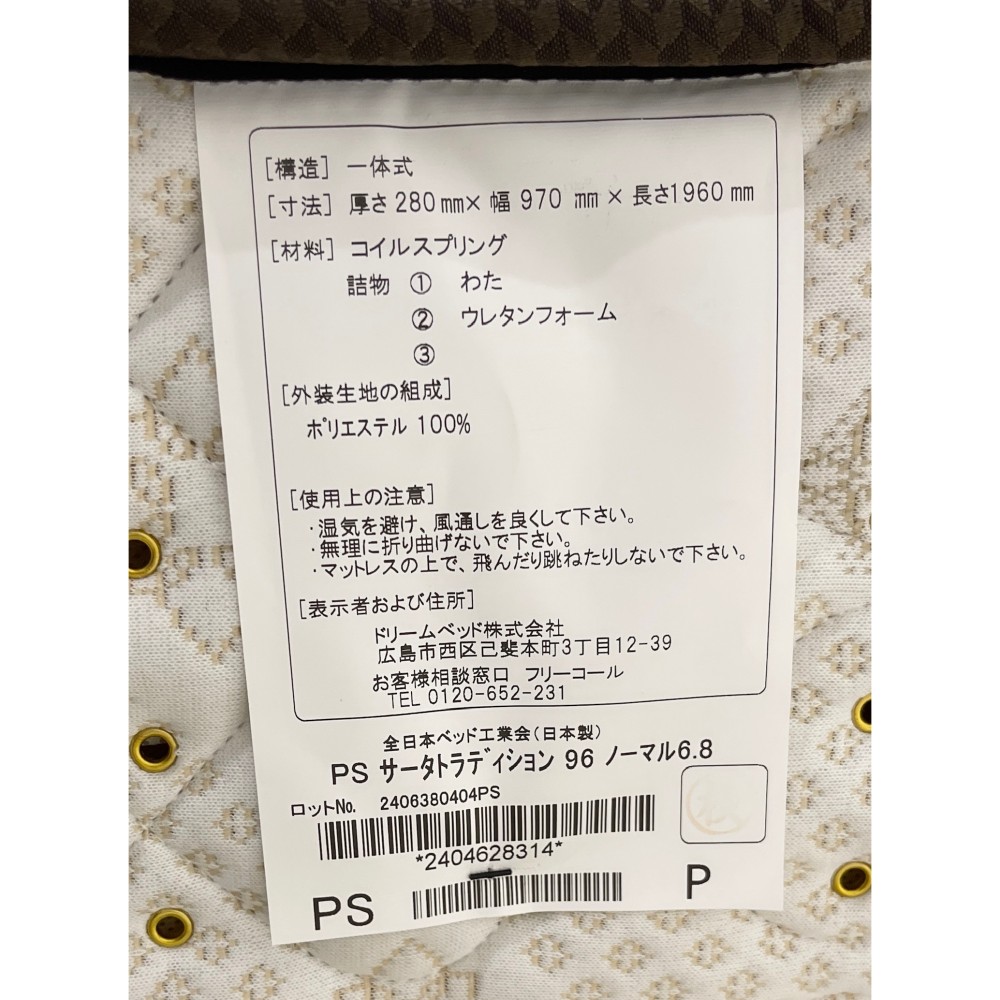 [構造] 一体式
[寸法] 厚さ 280 mm× 幅 970 mm × 長さ1960 mm
[材料] コイルスプリング
詰物 ① わた
② ウレタンフォーム
③
[外装生地の組成]
ポリエステル 100%
[使用上の注意]
・湿気を避け、風通しを良くして下さい。
・無理に折り曲げないで下さい。
・マットレスの上で、飛んだり跳ねたりしないで下さい。
[表示者および住所]
ドリームベッド株式会社
広島市西区己斐本町3丁目12-39
お客様相談窓口 フリーコール
TEL 0120-652-231
全日本ベッド工業会(日本製)
PS サータトラディション 96 ノーマル6.8
ロットNo. 2406380404PS
*2404628314*
PS P